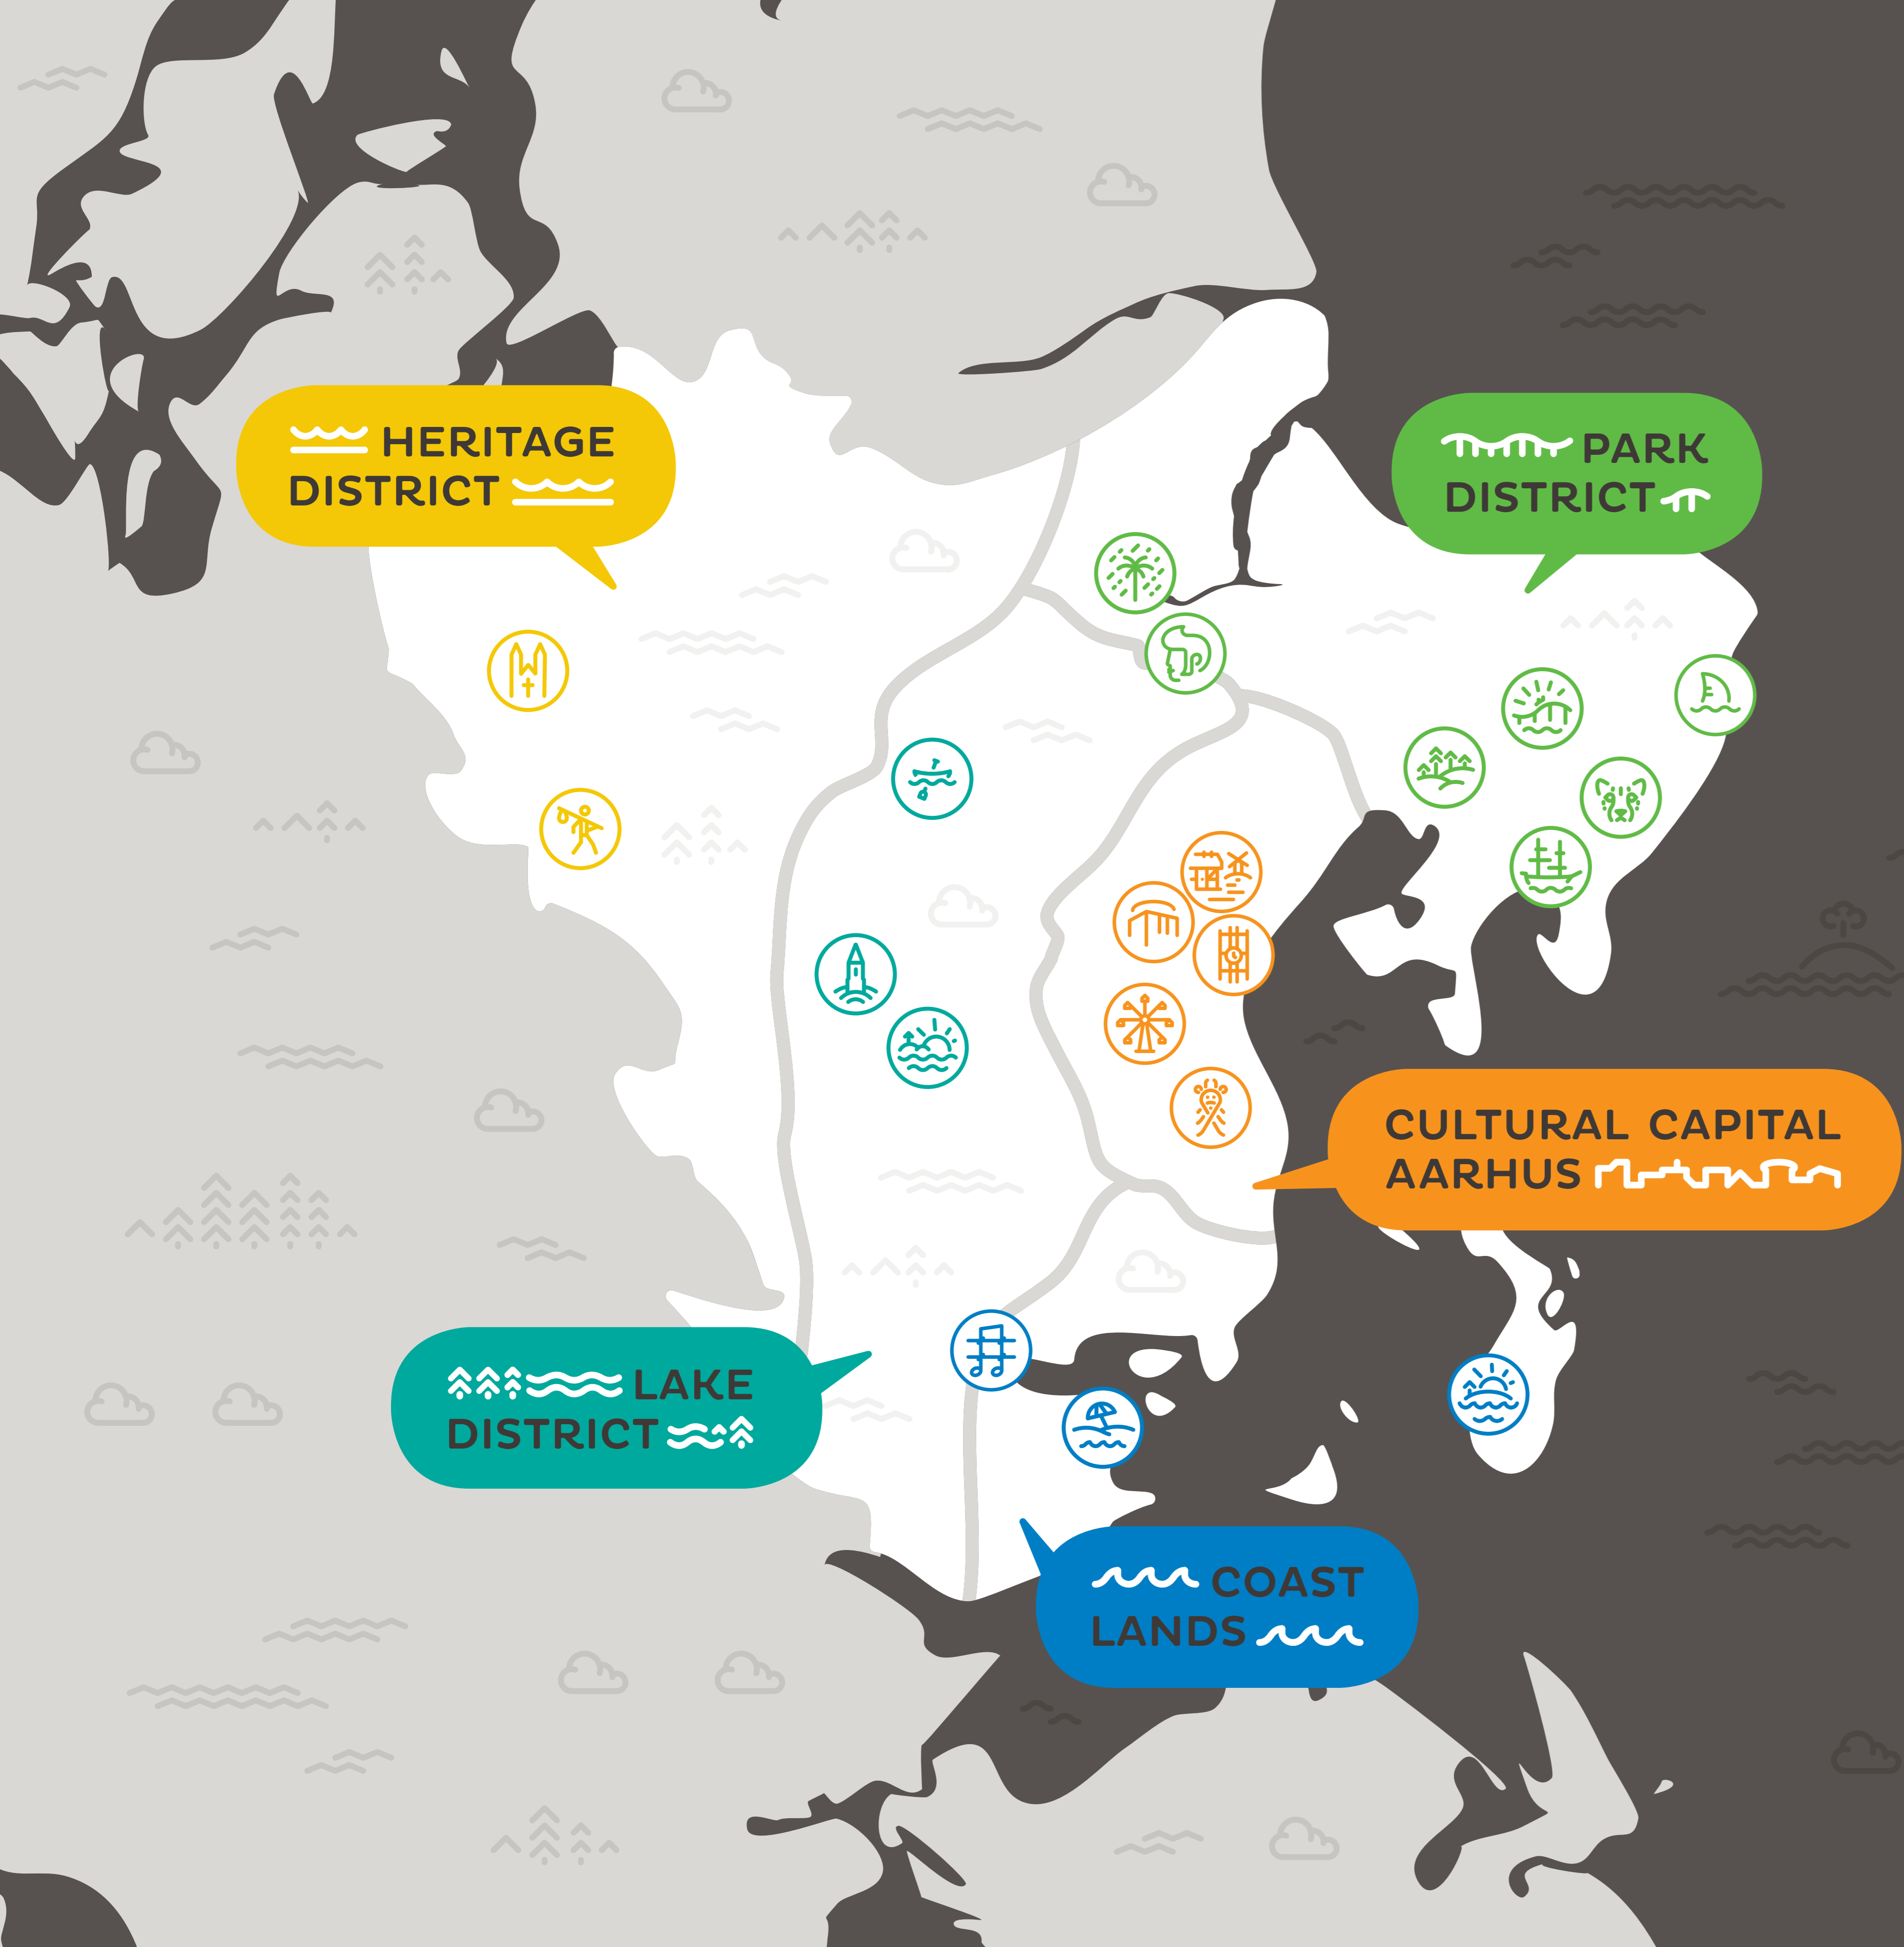 HERITAGE
DISTRICT
PARK
DISTRICT
CULTURAL CAPITAL
AARHUS
LAKE
DISTRICT
COAST
LANDS